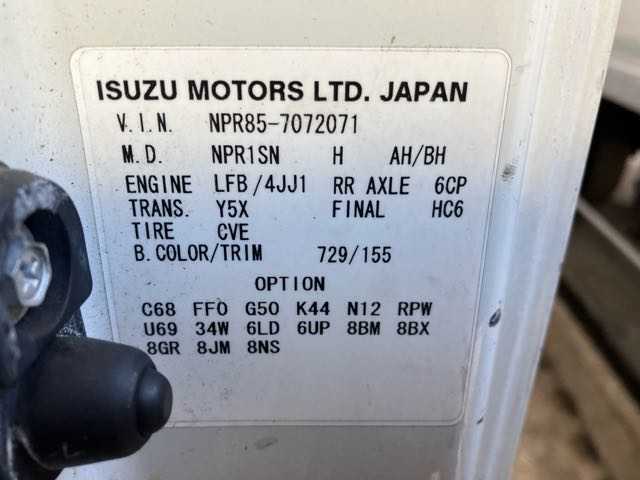 ISUZU MOTORS LTD. JAPAN
V.I.N. NPR85-7072071
M.D. NPR1SN H AH/BH
ENGINE LFB/4JJ1 RR AXLE 6CP
TRANS. Y5X FINAL HC6
TIRE CVE
B.COLOR/TRIM 729/155
OPTION
C68 FF0 G50 K44 N12 RPW
U69 34W 6LD 6UP 8BM 8BX
8GR 8JM 8NS